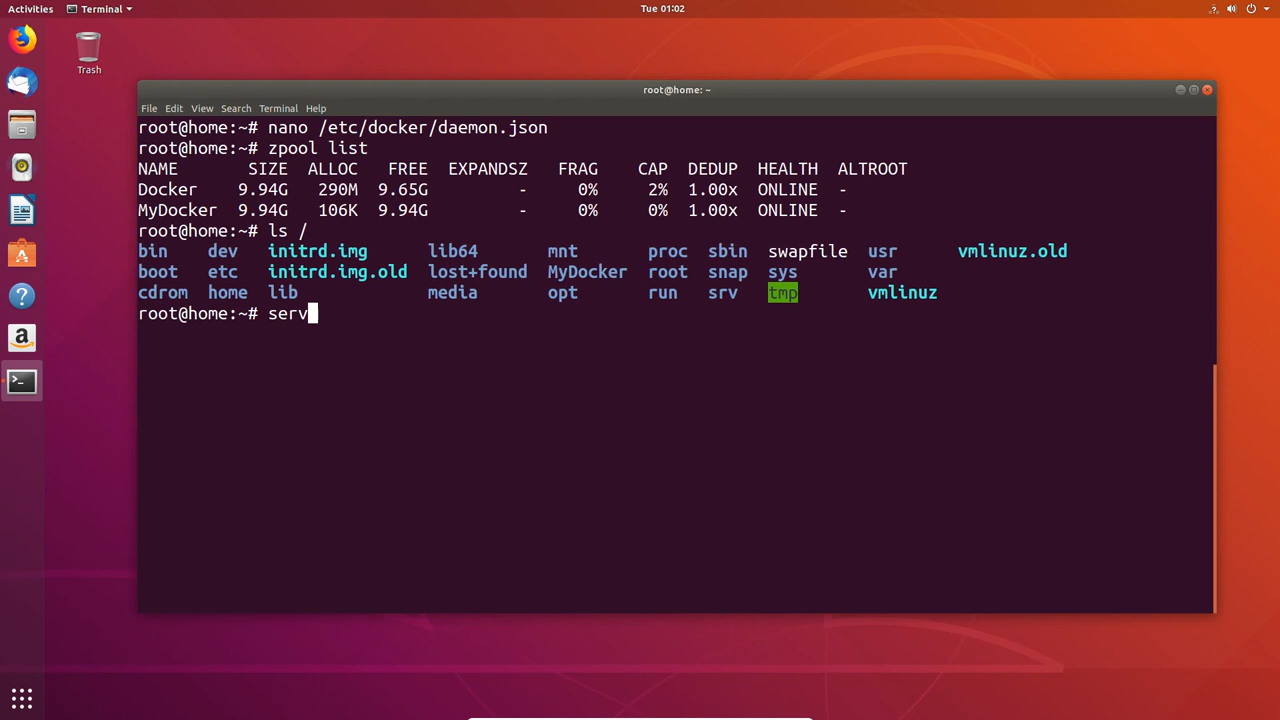 Activities Terminal Tue 01:02
Trash
root@home: ~
File Edit View Search Terminal Help
root@home:~# nano /etc/docker/daemon.json
root@home:~# zpool list
NAME SIZE ALLOC FREE EXPANDSZ FRAG CAP DEDUP HEALTH ALTROOT
Docker 9.94G 290M 9.65G - 0% 2% 1.00x ONLINE -
MyDocker 9.94G 106K 9.94G - 0% 0% 1.00x ONLINE -
root@home:~# ls /
bin dev initrd.img lib64 mnt proc sbin swapfile usr vmlinuz.old
boot etc initrd.img.old lost+found MyDocker root snap sys var
cdrom home lib media opt run srv tmp vmlinuz
root@home:~# serv